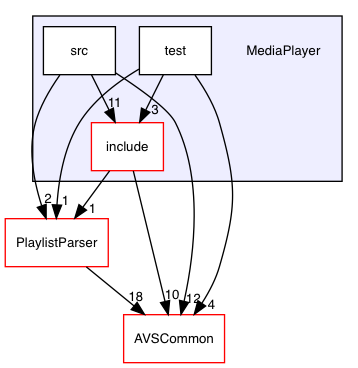 src
test
MediaPlayer
11
3
include
2
1
1
PlaylistParser
18
10
12
4
AVSCommon